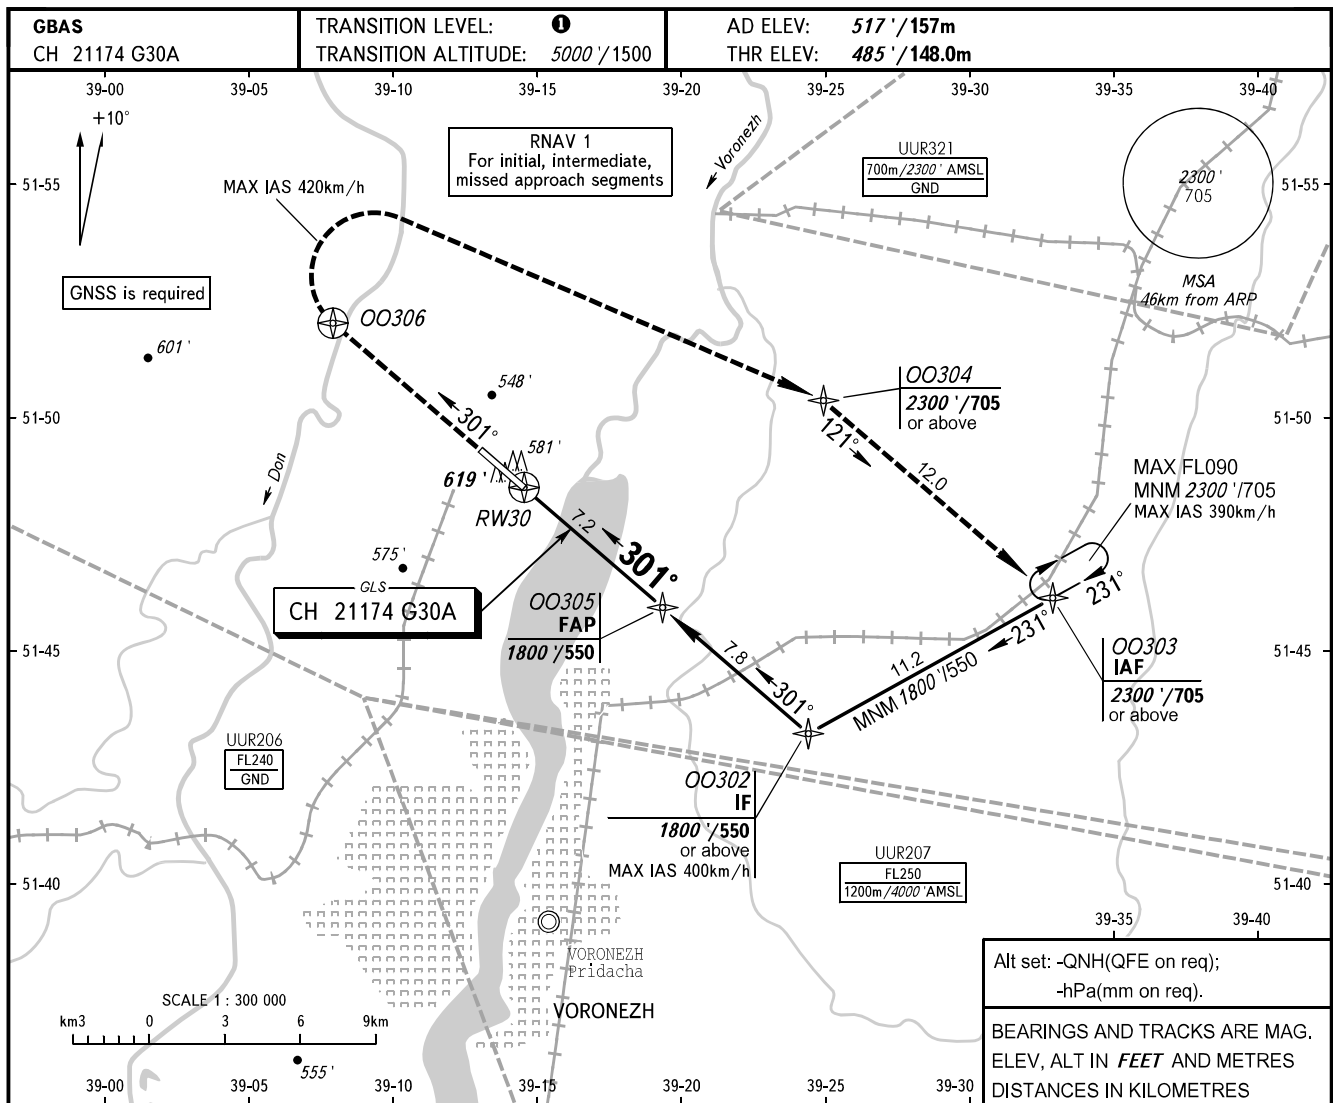 GBAS
CH 21174 G30A
TRANSITION LEVEL: ❶
TRANSITION ALTITUDE: 5000 '/1500
AD ELEV: 517 '/157m
THR ELEV: 485 '/148.0m
39-00 39-05 39-10 39-15 39-20 39-25 39-30 39-35 39-40
+10°
RNAV 1
For initial, intermediate,
missed approach segments
Voronezh
UUR321
700m/2300 ' AMSL
GND
2300 '
705
51-55
51-55
MAX IAS 420km/h
MSA
46km from ARP
GNSS is required
OO306
601 '
548 '
OO304
2300 '/705
or above
51-50
51-50
301°
121°
581 '
619 '
Don
12.0
MAX FL090
MNM 2300 '/705
MAX IAS 390km/h
RW30
7.2
301°
575 '
GLS
CH 21174 G30A
OO305
FAP
1800 '/550
231°
231°
51-45
51-45
7.8
301°
11.2
MNM 1800 '/550
OO303
IAF
2300 '/705
or above
UUR206
FL240
GND
OO302
IF
1800 '/550
or above
MAX IAS 400km/h
UUR207
FL250
1200m/4000 'AMSL
51-40
51-40
39-35 39-40
VORONEZH
Pridacha
VORONEZH
SCALE 1 : 300 000
km3 0 3 6 9km
555 '
39-00 39-05 39-10 39-15 39-20 39-25 39-30
Alt set: -QNH(QFE on req);
-hPa(mm on req).
BEARINGS AND TRACKS ARE MAG.
ELEV, ALT IN FEET AND METRES
DISTANCES IN KILOMETRES